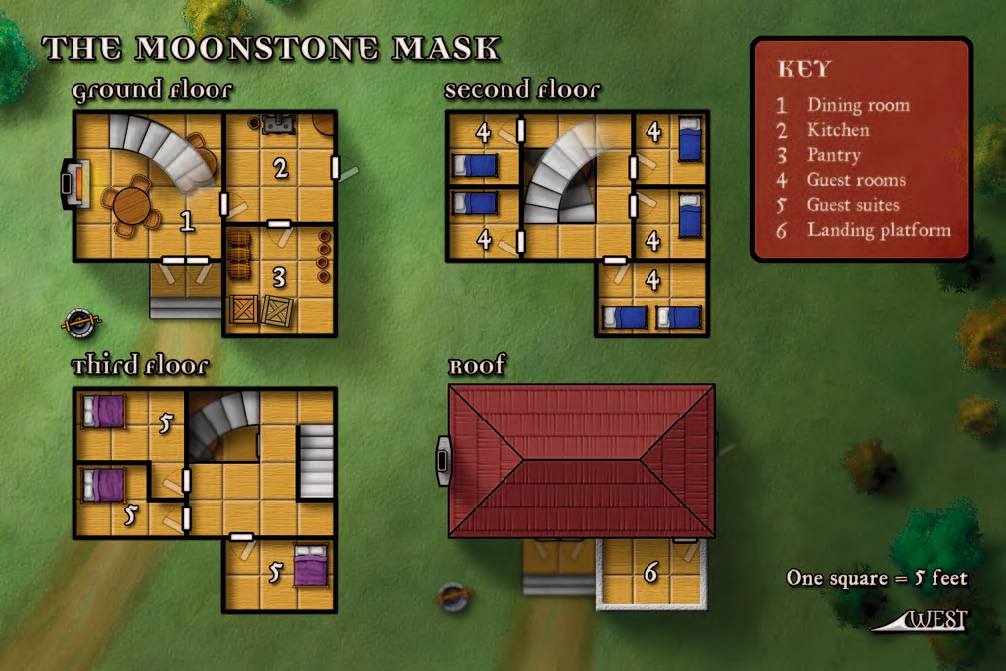 THE MOONSTONE MASK
Ground Floor
Second Floor
KEY
1 Dining room
2 Kitchen
3 Pantry
4 Guest rooms
5 Guest suites
6 Landing platform
1
2
3
4
4
4
4
4
Third Floor
Roof
5
5
5
6
One square = 5 feet
WEST